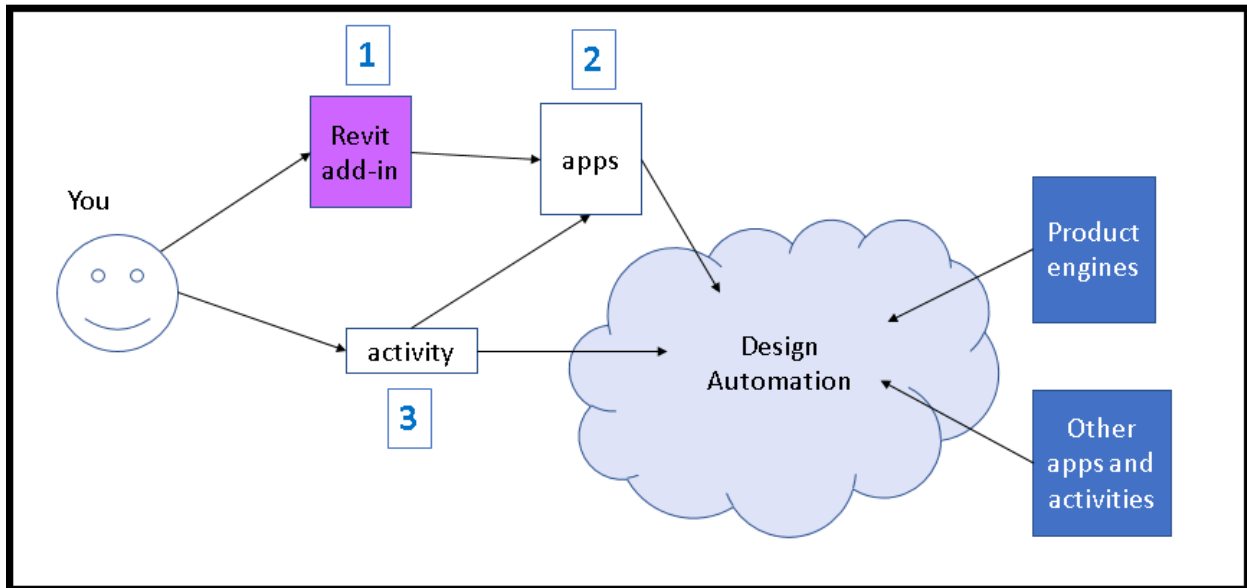 1
2
Revit
add-in
apps
You
Product
engines
activity
Design
Automation
3
Other
apps and
activities